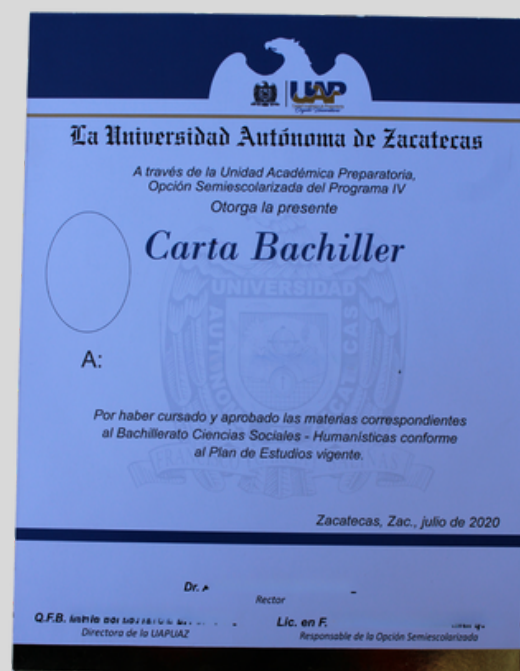 UAP
La Universidad Autónoma de Zacatecas
A través de la Unidad Académica Preparatoria,
Opción Semiescolarizada del Programa IV
Otorga la presente
Carta Bachiller
UNIVERSIDAD
AUTONOMA
CAS
A:
Por haber cursado y aprobado las materias correspondientes
al Bachillerato Ciencias Sociales - Humanísticas conforme
al Plan de Estudios vigente.
Zacatecas, Zac., julio de 2020
Dr.
Rector
Q.F.B.
Lic. en F.
Directora de la UAPUAZ
Responsable de la Opción Semiescolarizada